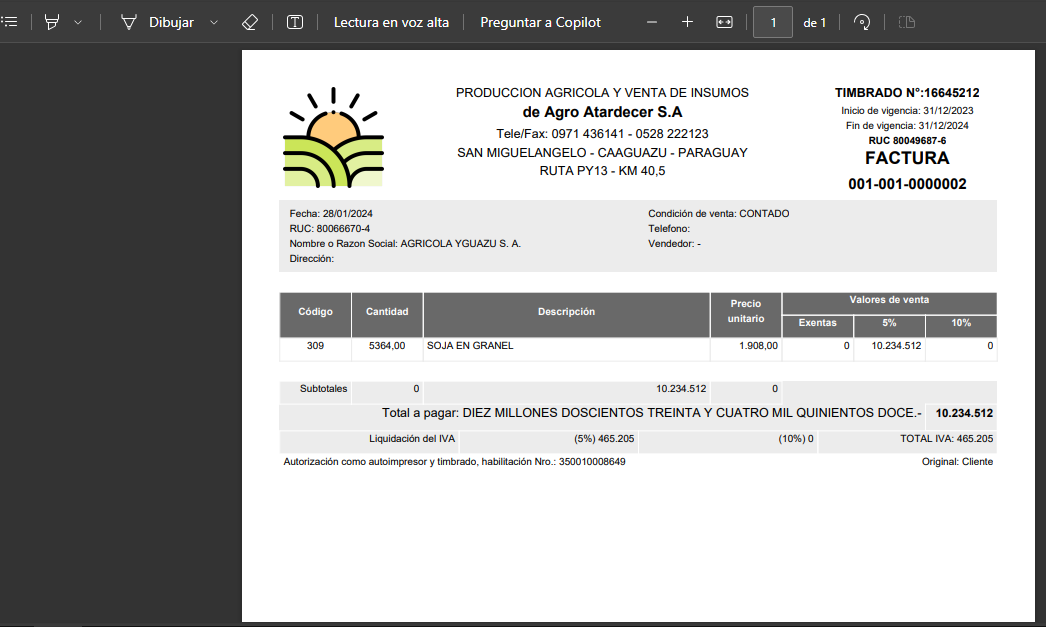 Dibujar
Lectura en voz alta
Preguntar a Copilot
1
de 1
PRODUCCION AGRICOLA Y VENTA DE INSUMOS
de Agro Atardecer S.A
Tele/Fax: 0971 436141 - 0528 222123
SAN MIGUELANGELO - CAAGUAZU - PARAGUAY
RUTA PY13 - KM 40,5
TIMBRADO N°:16645212
Inicio de vigencia: 31/12/2023
Fin de vigencia: 31/12/2024
RUC 80049687-6
FACTURA
001-001-0000002
Fecha: 28/01/2024
RUC: 80066670-4
Nombre o Razon Social: AGRICOLA YGUAZU S. A.
Dirección:
Condición de venta: CONTADO
Telefono:
Vendedor: -
Código Cantidad Descripción Precio unitario Valores de venta
Exentas 5% 10%
309 5364,00 SOJA EN GRANEL 1.908,00 0 10.234.512 0
Subtotales 0 10.234.512 0
Total a pagar: DIEZ MILLONES DOSCIENTOS TREINTA Y CUATRO MIL QUINIENTOS DOCE.- 10.234.512
Liquidación del IVA (5%) 465.205 (10%) 0 TOTAL IVA: 465.205
Autorización como autoimpresor y timbrado, habilitación Nro.: 350010008649 Original: Cliente